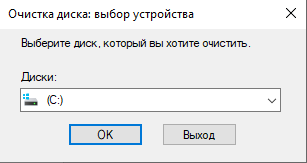 Очистка диска: выбор устройства
Выберите диск, который вы хотите очистить.
Диски:
(C:)
OK
Выход